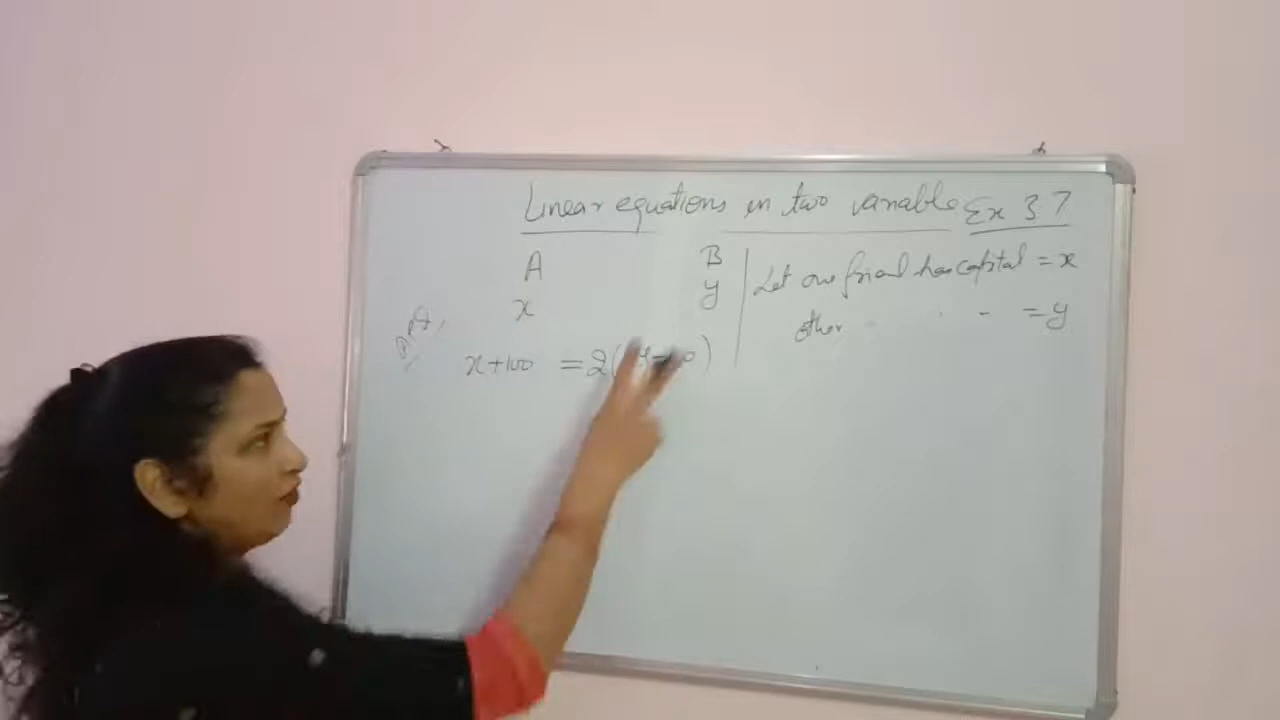 Linear equations in two variable Ex 3.7
A B
x y
Let one friend has capital = x
other - - - = y
x+100 = 2(